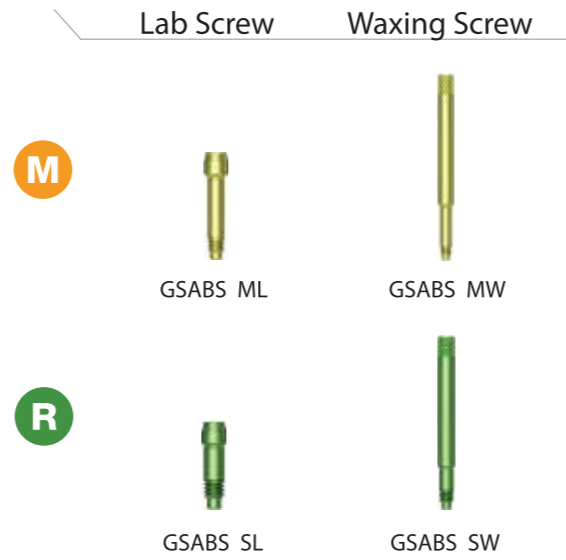 Lab Screw Waxing Screw
M
GSABS ML GSABS MW
R
GSABS SL GSABS SW